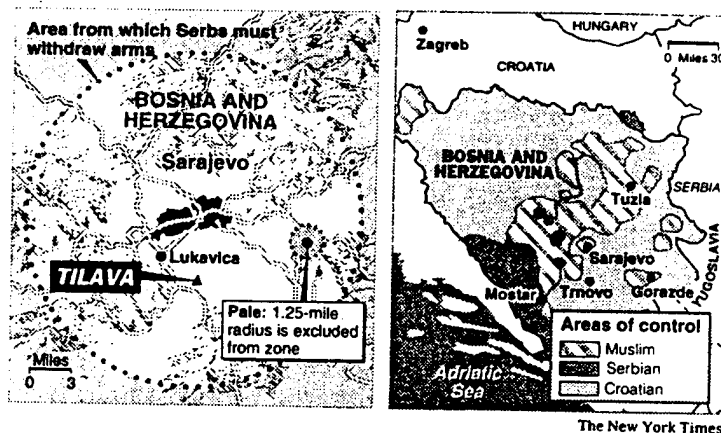 Area from which Serbs must
withdraw arms
BOSNIA AND
HERZEGOVINA
Sarajevo
Lukavica
TILAVA
Pale: 1.25-mile
radius is excluded
from zone
Miles
0 3
HUNGARY
Zagreb
0 Miles 30
CROATIA
BOSNIA AND
HERZEGOVINA
Tuzla
SERBIA
Sarajevo
YUGOSLAVIA
Mostar
Trnovo
Gorazde
Areas of control
Muslim
Serbian
Croatian
Adriatic
Sea
The New York Times